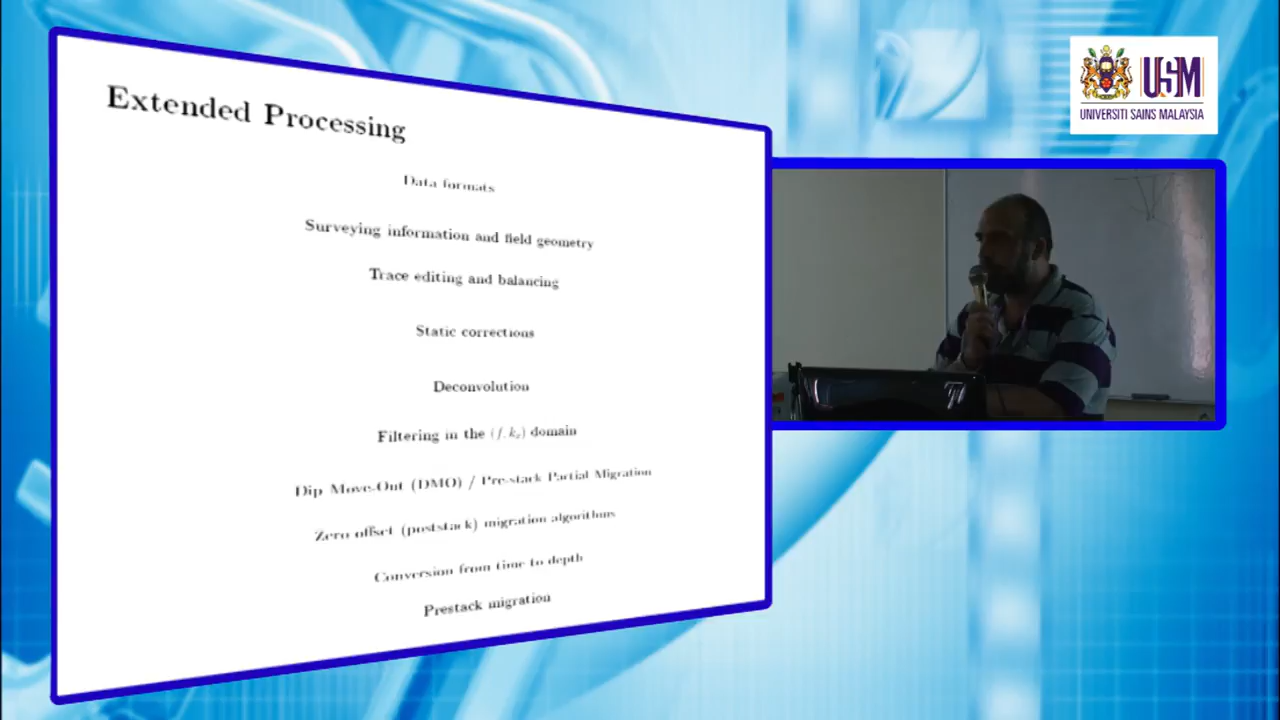 Extended Processing
Data formats
Surveying information and field geometry
Trace editing and balancing
Static corrections
Deconvolution
Filtering in the (f, kₓ) domain
Dip Move-Out (DMO) / Pre-stack Partial Migration
Zero offset (poststack) migration algorithms
Conversion from time to depth
Prestack migration
USM
UNIVERSITI SAINS MALAYSIA